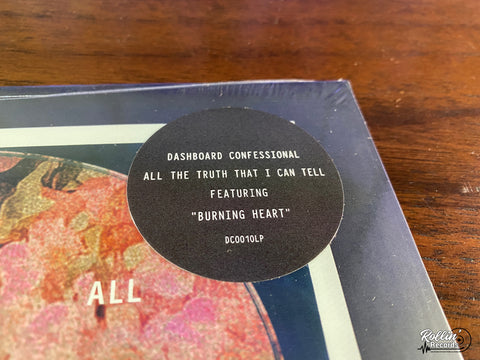 DASHBOARD CONFESSIONAL
ALL THE TRUTH THAT I CAN TELL
FEATURING
"BURNING HEART"
DC0010LP
ALL
Rollin'
Records